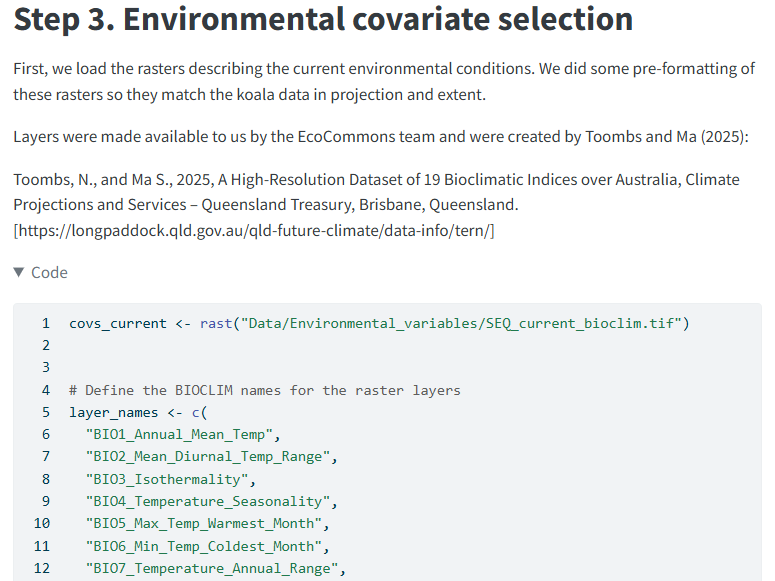 Step 3. Environmental covariate selection
First, we load the rasters describing the current environmental conditions. We did some pre-formatting of
these rasters so they match the koala data in projection and extent.
Layers were made available to us by the EcoCommons team and were created by Toombs and Ma (2025):
Toombs, N., and Ma S., 2025, A High-Resolution Dataset of 19 Bioclimatic Indices over Australia, Climate
Projections and Services – Queensland Treasury, Brisbane, Queensland.
[https://longpaddock.qld.gov.au/qld-future-climate/data-info/tern/]
▼ Code
1 covs_current <- rast("Data/Environmental_variables/SEQ_current_bioclim.tif")
2
3
4 # Define the BIOCLIM names for the raster layers
5 layer_names <- c(
6 "BIO1_Annual_Mean_Temp",
7 "BIO2_Mean_Diurnal_Temp_Range",
8 "BIO3_Isothermality",
9 "BIO4_Temperature_Seasonality",
10 "BIO5_Max_Temp_Warmest_Month",
11 "BIO6_Min_Temp_Coldest_Month",
12 "BIO7_Temperature_Annual_Range",